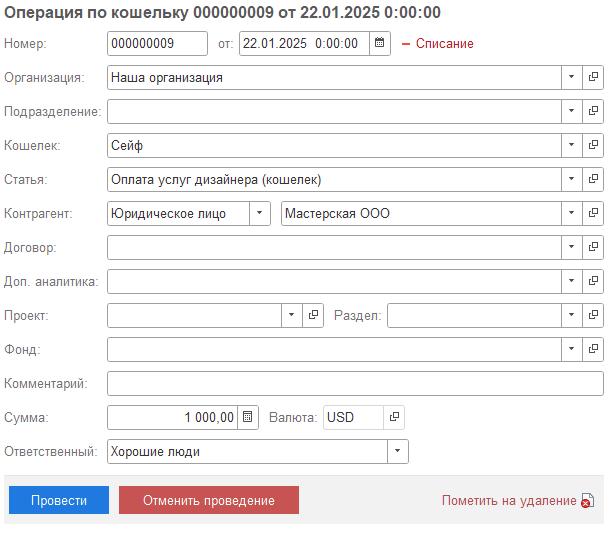 Операция по кошельку 000000009 от 22.01.2025 0:00:00
Номер: 000000009 от: 22.01.2025 0:00:00 – Списание
Организация: Наша организация
Подразделение:
Кошелек: Сейф
Статья: Оплата услуг дизайнера (кошелек)
Контрагент: Юридическое лицо Мастерская ООО
Договор:
Доп. аналитика:
Проект: Раздел:
Фонд:
Комментарий:
Сумма: 1 000,00 Валюта: USD
Ответственный: Хорошие люди
Провести Отменить проведение Пометить на удаление